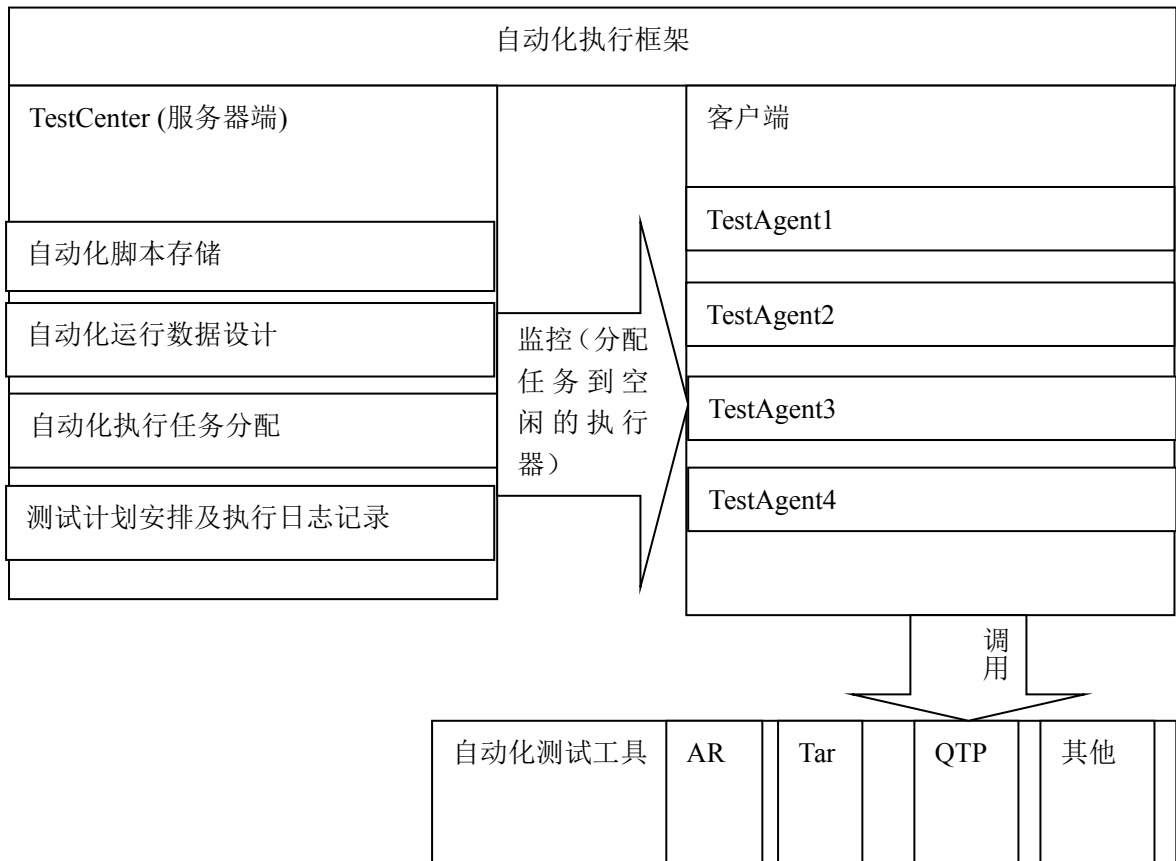 自动化执行框架
TestCenter (服务器端)
自动化脚本存储
自动化运行数据设计
自动化执行任务分配
测试计划安排及执行日志记录
监控（分配
任务到空
闲的执行
器）
客户端
TestAgent1
TestAgent2
TestAgent3
TestAgent4
调
用
自动化测试工具
AR
Tar
QTP
其他